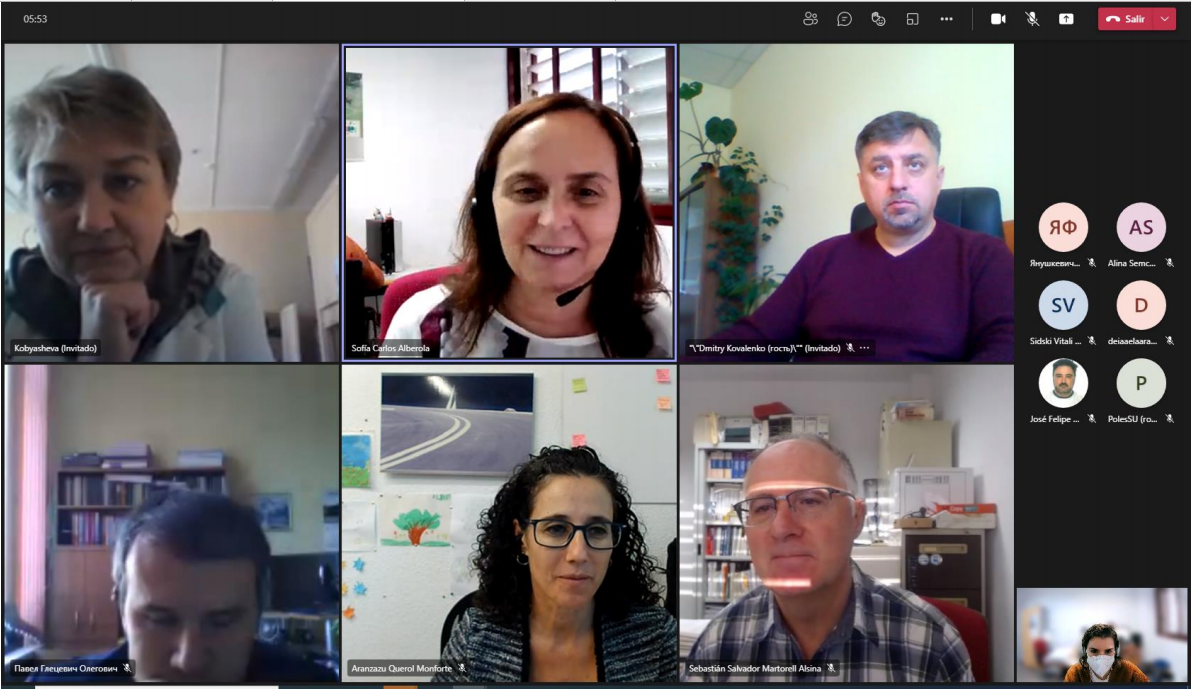 05:53
Salir
Kobyasheva (Invitado)
Sofía Carlos Alberola
"\"Dmitry Kovalenko (гость)\"" (Invitado)
ЯФ
AS
Янушкевич...
Alina Semc...
SV
D
Sidski Vitali ...
deiaaelaara...
P
José Felipe ...
PolesSU (го...
Павел Глецевич Олегович
Aranzazu Querol Monforte
Sebastián Salvador Martorell Alsina